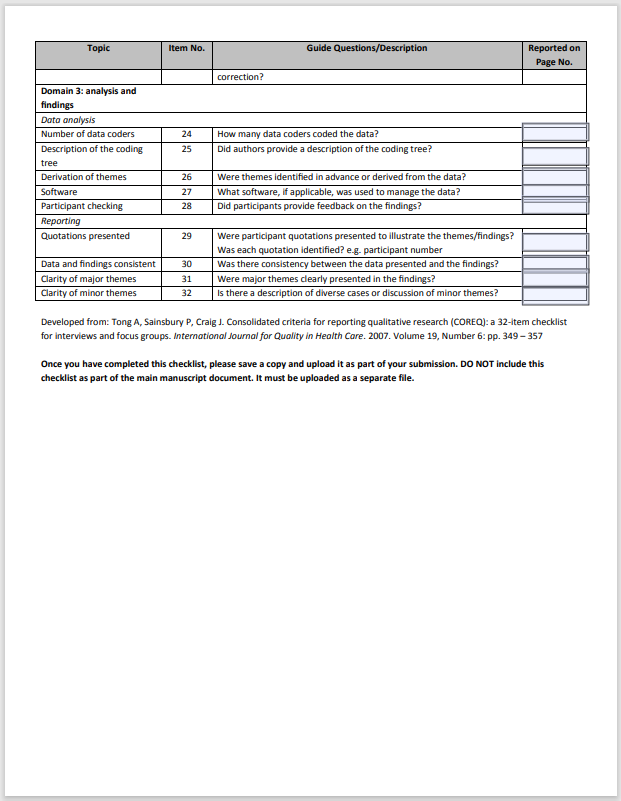 Topic Item No. Guide Questions/Description Reported on
Page No.
correction?
Domain 3: analysis and
findings
Data analysis
Number of data coders 24 How many data coders coded the data?
Description of the coding 25 Did authors provide a description of the coding tree?
tree
Derivation of themes 26 Were themes identified in advance or derived from the data?
Software 27 What software, if applicable, was used to manage the data?
Participant checking 28 Did participants provide feedback on the findings?
Reporting
Quotations presented 29 Were participant quotations presented to illustrate the themes/findings?
Was each quotation identified? e.g. participant number
Data and findings consistent 30 Was there consistency between the data presented and the findings?
Clarity of major themes 31 Were major themes clearly presented in the findings?
Clarity of minor themes 32 Is there a description of diverse cases or discussion of minor themes?
Developed from: Tong A, Sainsbury P, Craig J. Consolidated criteria for reporting qualitative research (COREQ): a 32-item checklist
for interviews and focus groups. International Journal for Quality in Health Care. 2007. Volume 19, Number 6: pp. 349 – 357
Once you have completed this checklist, please save a copy and upload it as part of your submission. DO NOT include this
checklist as part of the main manuscript document. It must be uploaded as a separate file.